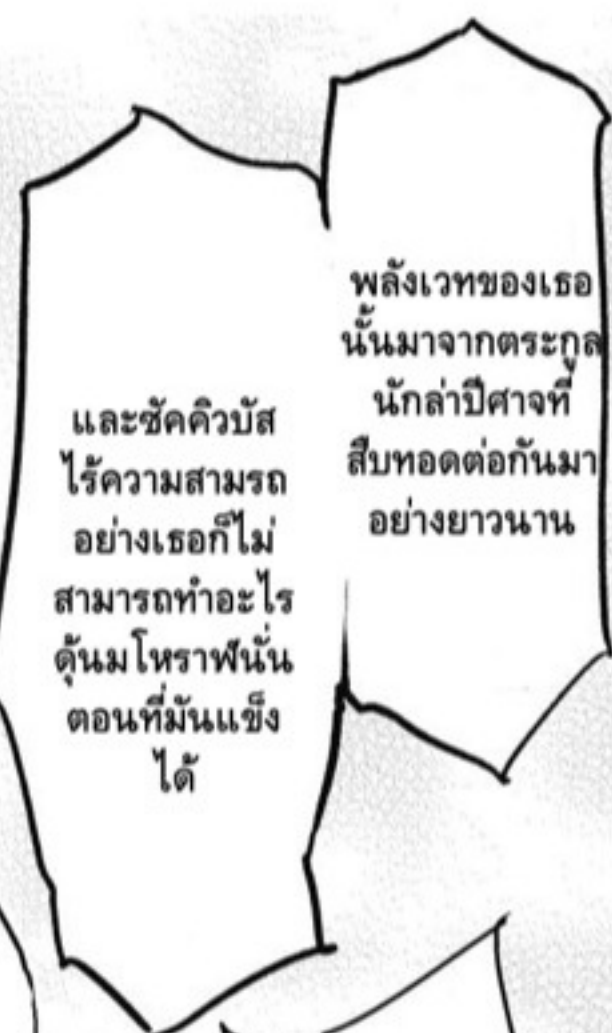 พลังเวทของเธอ
นั้นมาจากตระกูล
นักล่าปีศาจที่
สืบทอดต่อกันมา
อย่างยาวนาน
และซัคคิวบัส
ไร้ความสามรถ
อย่างเธอก็ไม่
สามารถทำอะไร
ดุ้นมโหราฬนั่น
ตอนที่มันแข็ง
ได้